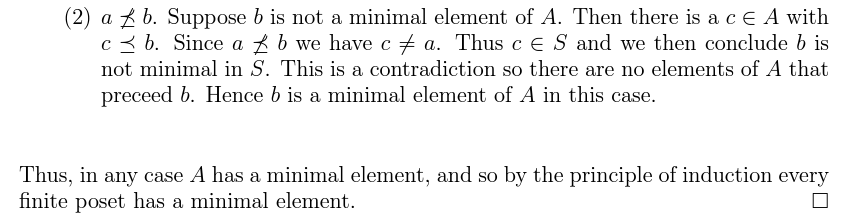 (2) a ⋠ b. Suppose b is not a minimal element of A. Then there is a c ∈ A with
c ⪯ b. Since a ⋠ b we have c ≠ a. Thus c ∈ S and we then conclude b is
not minimal in S. This is a contradiction so there are no elements of A that
preceed b. Hence b is a minimal element of A in this case.
Thus, in any case A has a minimal element, and so by the principle of induction every
finite poset has a minimal element. □